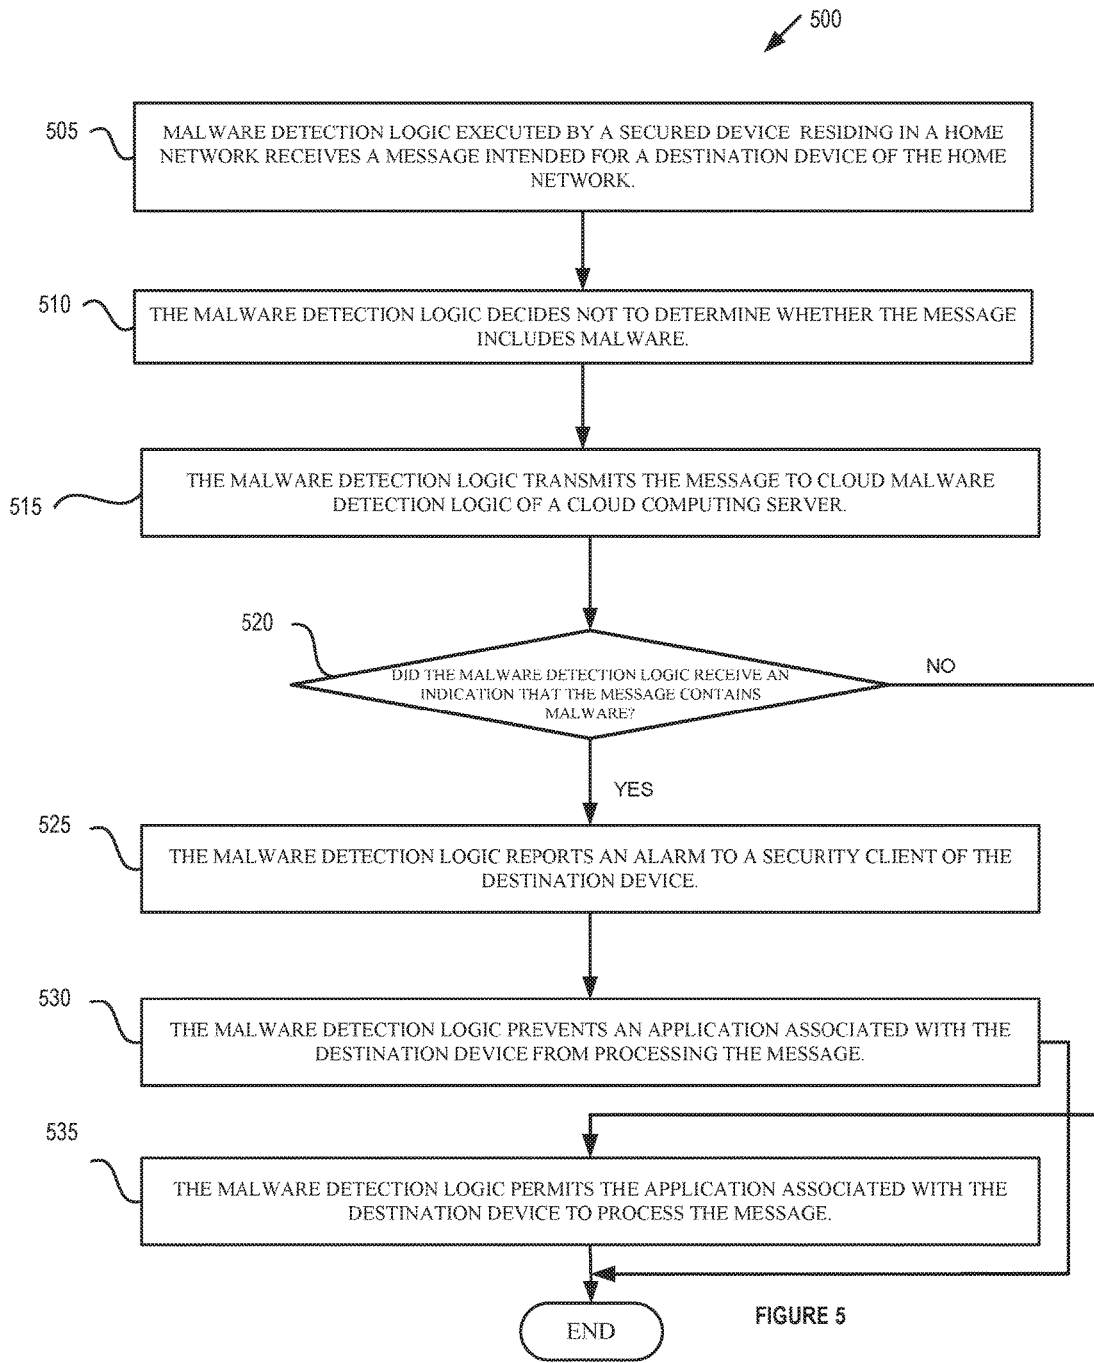 500
505
MALWARE DETECTION LOGIC EXECUTED BY A SECURED DEVICE RESIDING IN A HOME
NETWORK RECEIVES A MESSAGE INTENDED FOR A DESTINATION DEVICE OF THE HOME
NETWORK.
510
THE MALWARE DETECTION LOGIC DECIDES NOT TO DETERMINE WHETHER THE MESSAGE
INCLUDES MALWARE.
515
THE MALWARE DETECTION LOGIC TRANSMITS THE MESSAGE TO CLOUD MALWARE
DETECTION LOGIC OF A CLOUD COMPUTING SERVER.
520
DID THE MALWARE DETECTION LOGIC RECEIVE AN
INDICATION THAT THE MESSAGE CONTAINS
MALWARE?
NO
YES
525
THE MALWARE DETECTION LOGIC REPORTS AN ALARM TO A SECURITY CLIENT OF THE
DESTINATION DEVICE.
530
THE MALWARE DETECTION LOGIC PREVENTS AN APPLICATION ASSOCIATED WITH THE
DESTINATION DEVICE FROM PROCESSING THE MESSAGE.
535
THE MALWARE DETECTION LOGIC PERMITS THE APPLICATION ASSOCIATED WITH THE
DESTINATION DEVICE TO PROCESS THE MESSAGE.
END
FIGURE 5